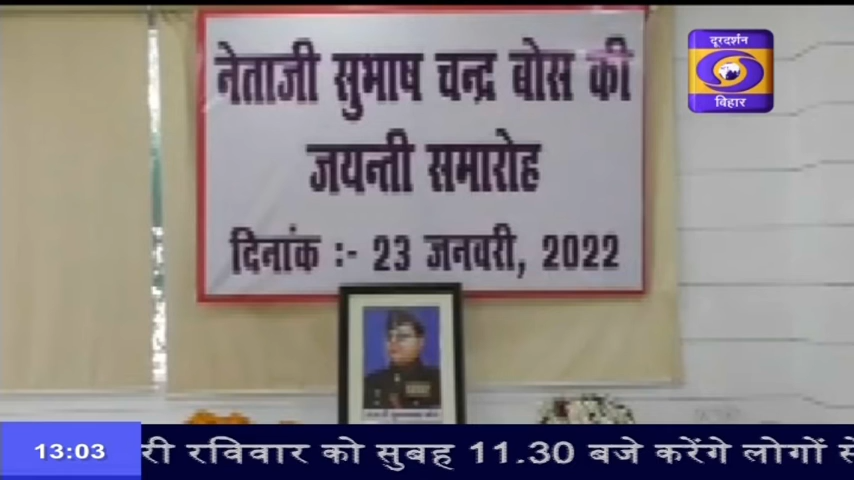 नेताजी सुभाष चन्द्र बोस की
जयन्ती समारोह
दिनांक :- 23 जनवरी, 2022
दूरदर्शन
बिहार
13:03
री रविवार को सुबह 11.30 बजे करेंगे लोगों से